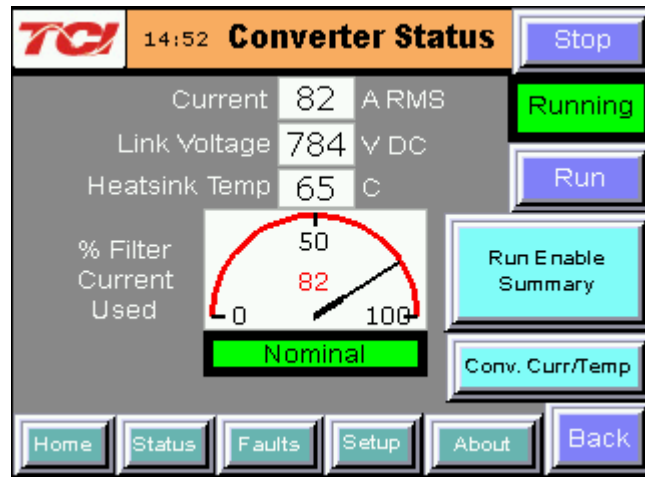 TCI 14:52 Converter Status Stop
Current 82 A RMS Running
Link Voltage 784 V DC
Heatsink Temp 65 C Run
% Filter Current Used
50
82
0 100
Nominal
Run Enable
Summary
Conv. Curr/Temp
Home Status Faults Setup About Back